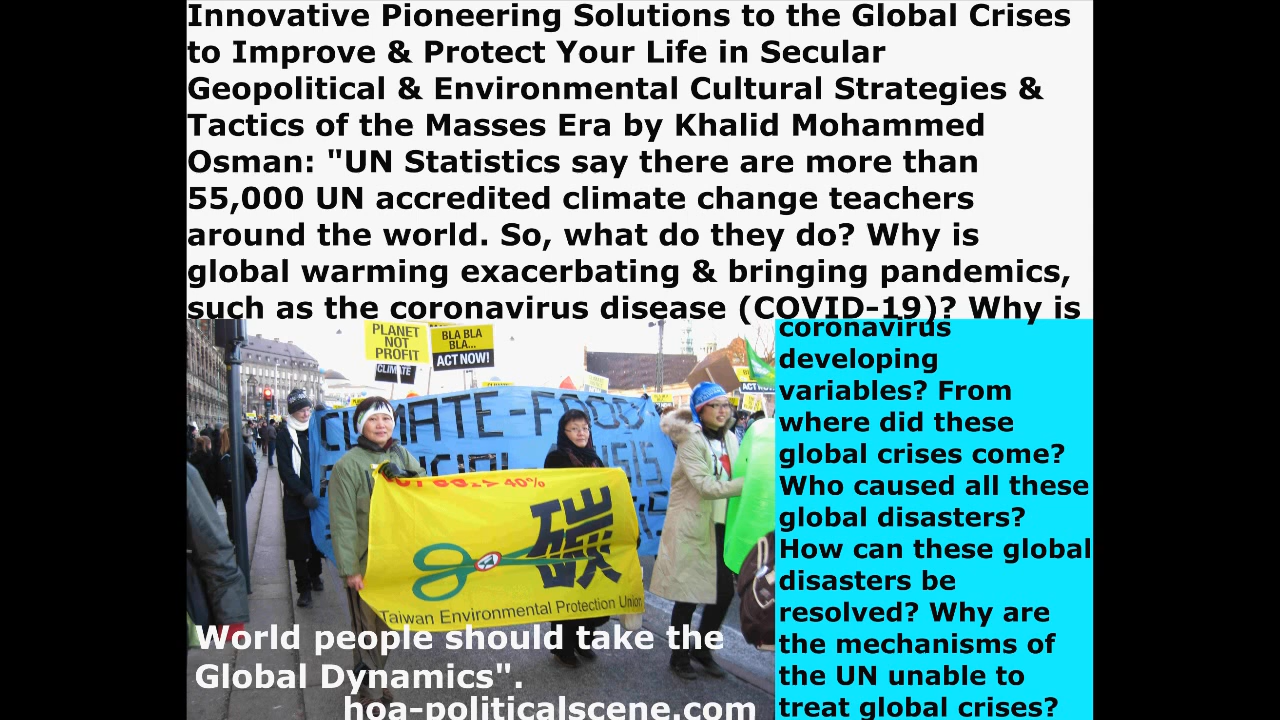 Innovative Pioneering Solutions to the Global Crises
to Improve & Protect Your Life in Secular
Geopolitical & Environmental Cultural Strategies &
Tactics of the Masses Era by Khalid Mohammed
Osman: "UN Statistics say there are more than
55,000 UN accredited climate change teachers
around the world. So, what do they do? Why is
global warming exacerbating & bringing pandemics,
such as the coronavirus disease (COVID-19)? Why is
coronavirus
developing
variables? From
where did these
global crises come?
Who caused all these
global disasters?
How can these global
disasters be
resolved? Why are
the mechanisms of
the UN unable to
treat global crises?
World people should take the
Global Dynamics".
hoa-politicalscene.com
PLANET
NOT
PROFIT
CLIMATE
BLA BLA
BLA...
ACT NOW!
CLIMATE-FOOD
40%
碳
Taiwan Environmental Protection Union